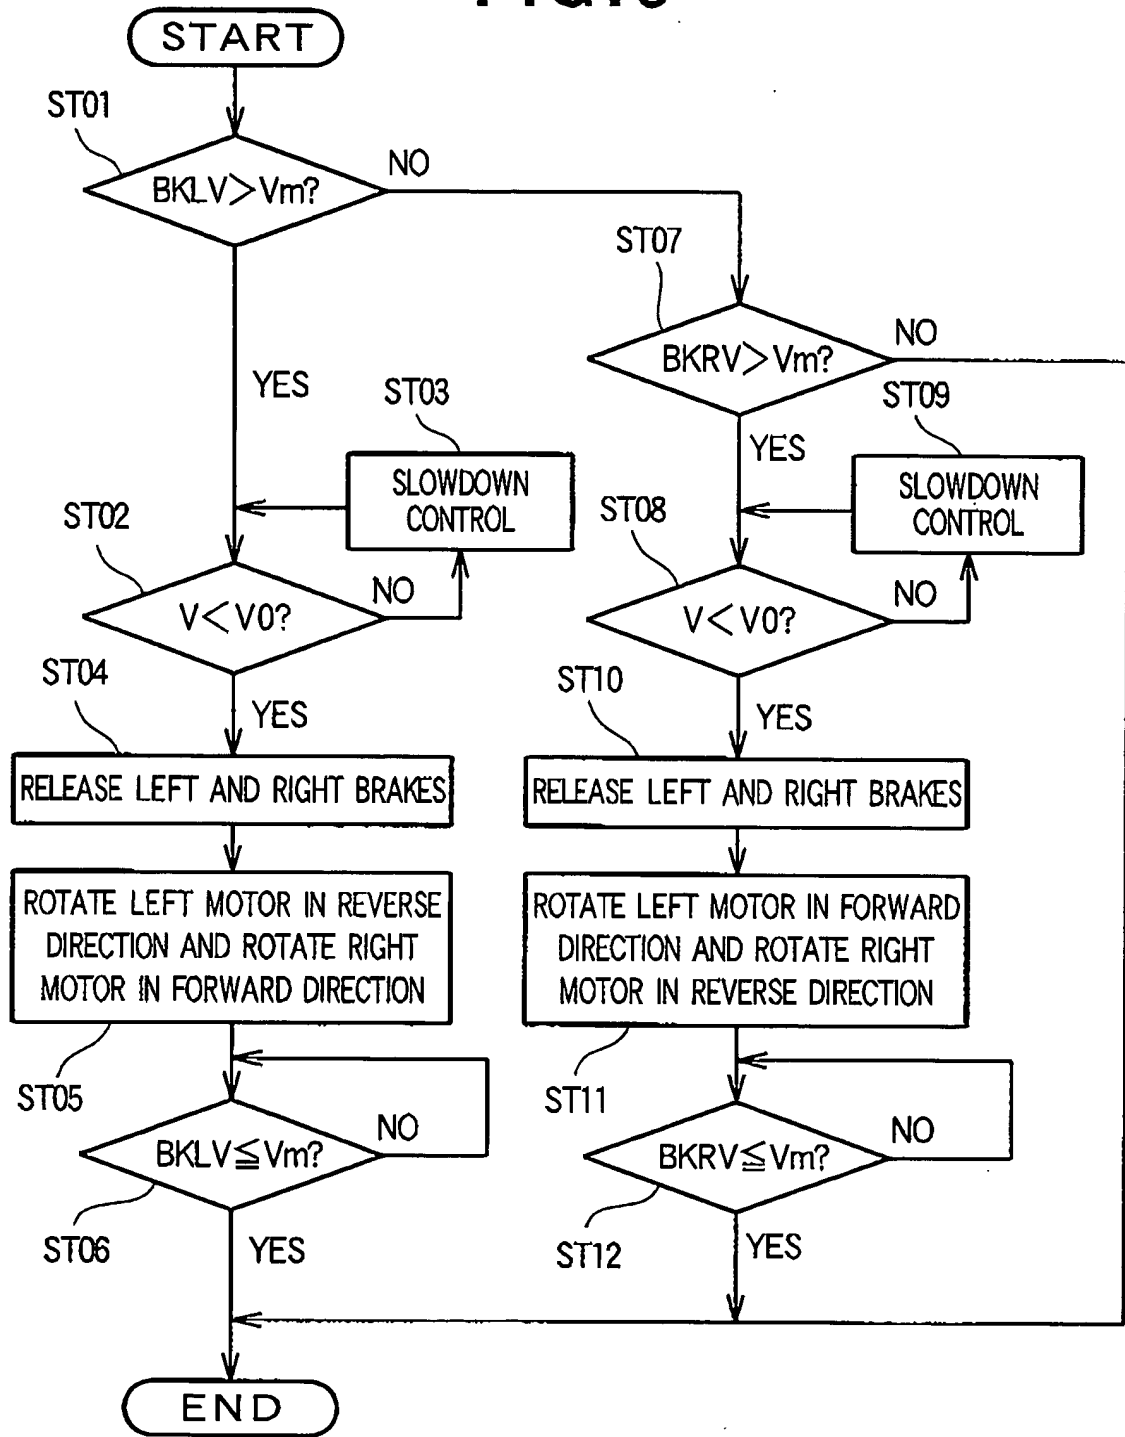 START
ST01
BKLV>Vm?
NO
YES
ST07
BKRV>Vm?
NO
YES
ST03
SLOWDOWN
CONTROL
ST02
V<V0?
NO
YES
ST09
SLOWDOWN
CONTROL
ST08
V<V0?
NO
YES
ST04
RELEASE LEFT AND RIGHT BRAKES
ST10
RELEASE LEFT AND RIGHT BRAKES
ROTATE LEFT MOTOR IN REVERSE
DIRECTION AND ROTATE RIGHT
MOTOR IN FORWARD DIRECTION
ST05
ROTATE LEFT MOTOR IN FORWARD
DIRECTION AND ROTATE RIGHT
MOTOR IN REVERSE DIRECTION
ST11
BKLV≦Vm?
NO
ST06
YES
BKRV≦Vm?
NO
ST12
YES
END